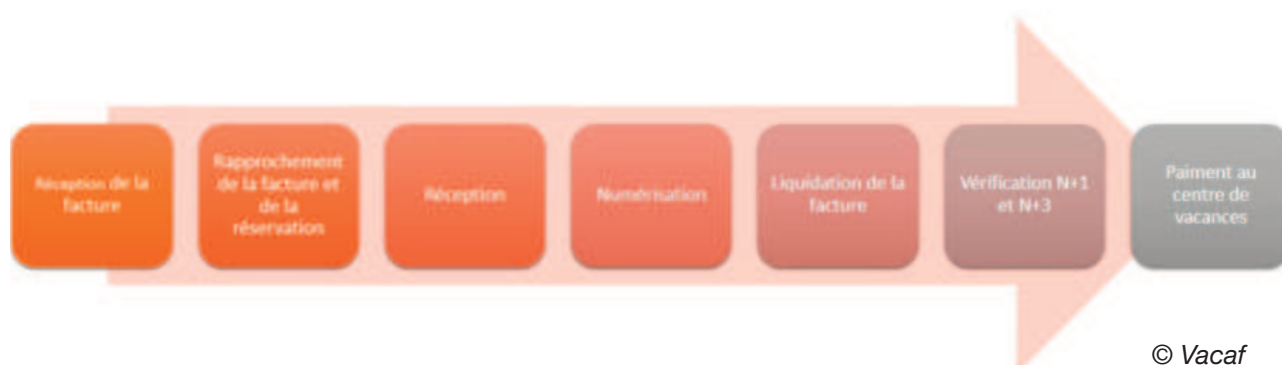 Réception de la
facture
Rapprochement
de la facture et
de la
réservation
Réception
Numérisation
Liquidation de la
facture
Vérification N+1
et N+3
Paiment au
centre de
vacances
© Vacaf